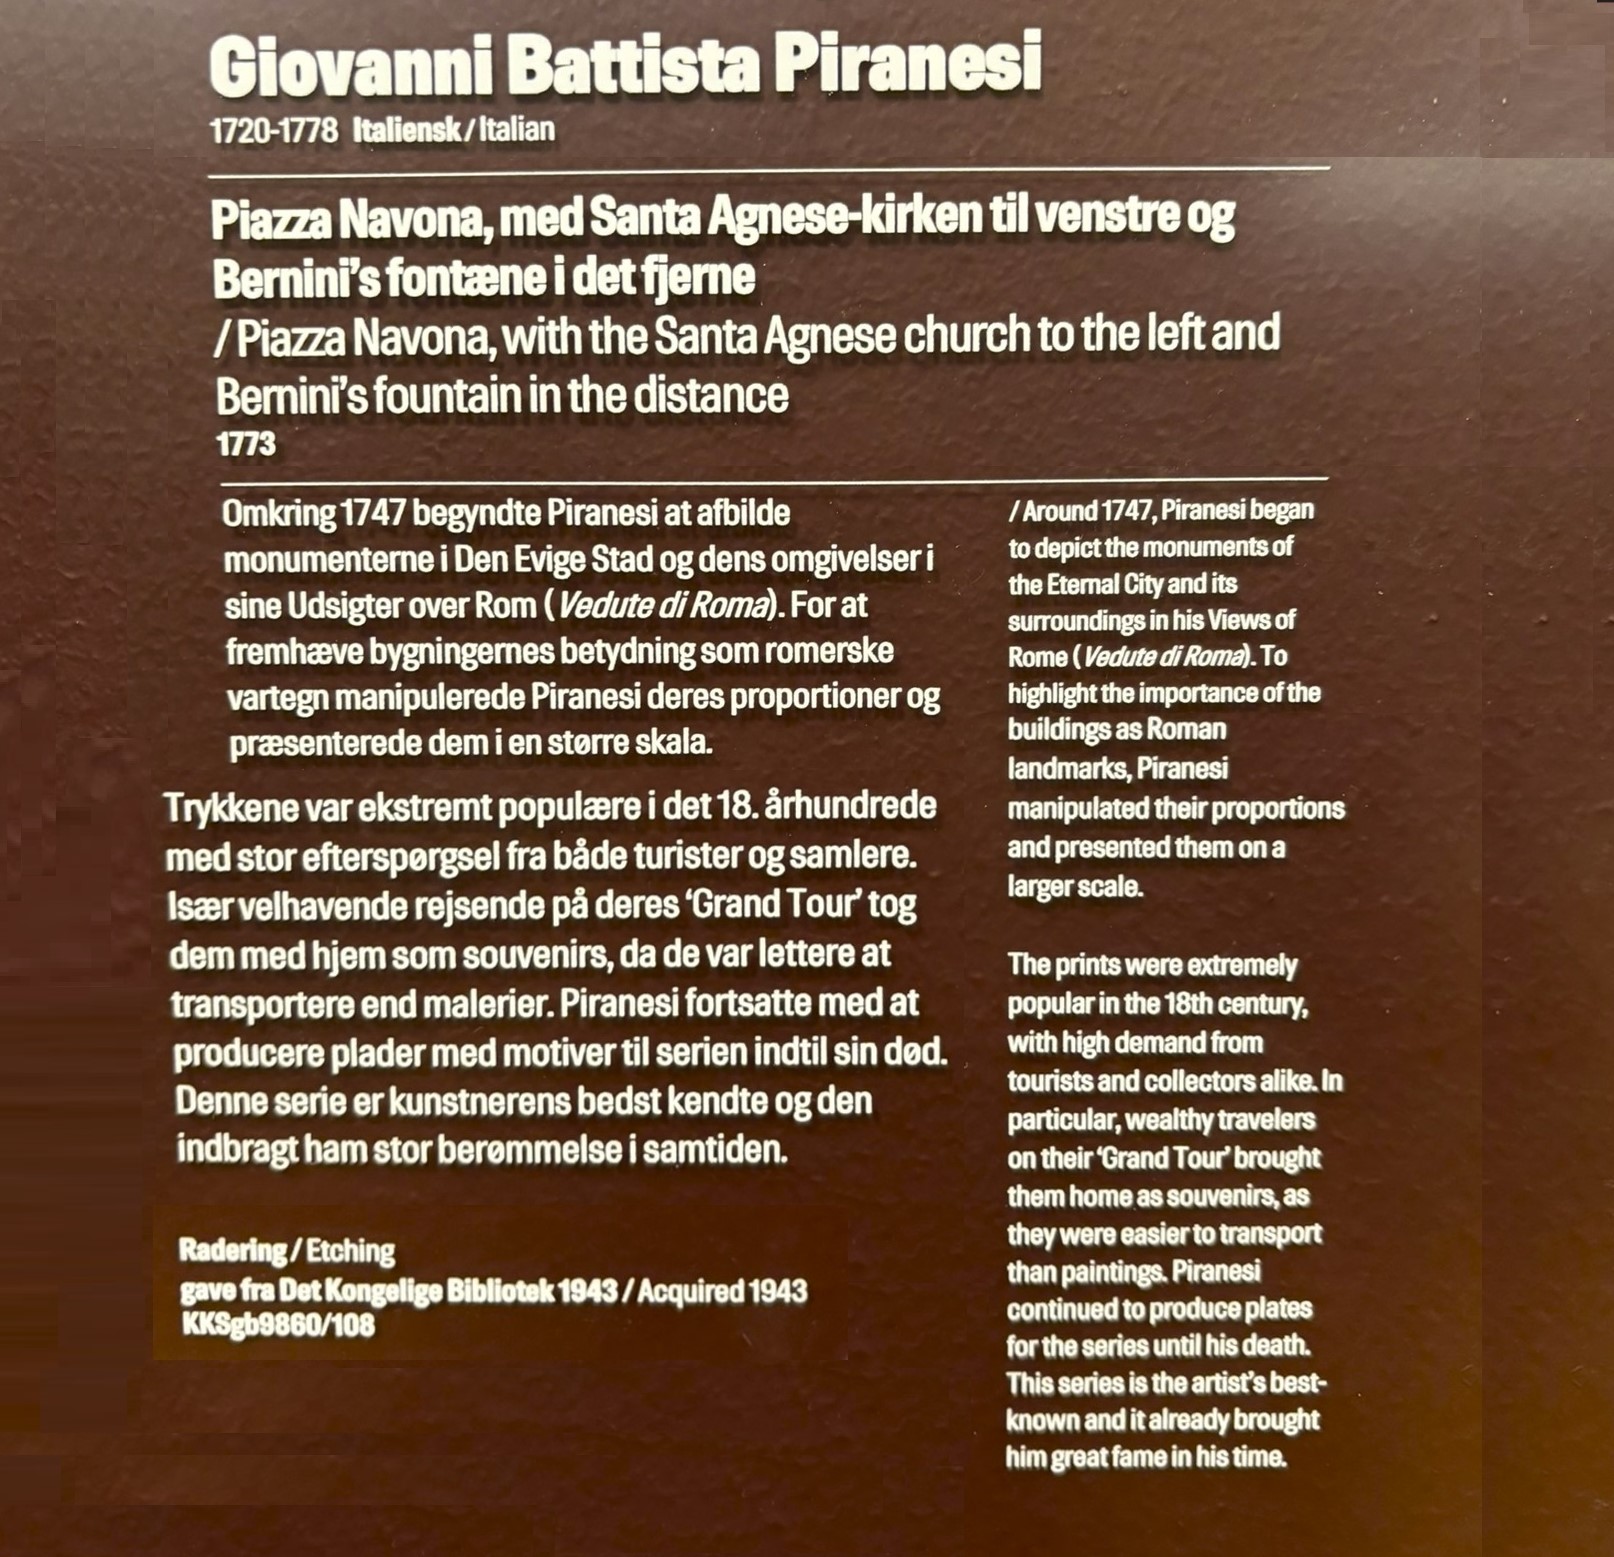 Giovanni Battista Piranesi
1720-1778 Italiensk / Italian
Piazza Navona, med Santa Agnese-kirken til venstre og
Bernini's fontæne i det fjerne
/ Piazza Navona, with the Santa Agnese church to the left and
Bernini's fountain in the distance
1773
Omkring 1747 begyndte Piranesi at afbilde
monumenterne i Den Evige Stad og dens omgivelser i
sine Udsigter over Rom (Vedute di Roma). For at
fremhæve bygningernes betydning som romerske
vartegn manipulerede Piranesi deres proportioner og
præsenterede dem i en større skala.
Trykkene var ekstremt populære i det 18. århundrede
med stor efterspørgsel fra både turister og samlere.
Især velhavende rejsende på deres ‘Grand Tour’ tog
dem med hjem som souvenirs, da de var lettere at
transportere end malerier. Piranesi fortsatte med at
producere plader med motiver til serien indtil sin død.
Denne serie er kunstnerens bedst kendte og den
indbragt ham stor berømmelse i samtiden.
Radering / Etching
gave fra Det Kongelige Bibliotek 1943 / Acquired 1943
KKSgb9860/108
/ Around 1747, Piranesi began
to depict the monuments of
the Eternal City and its
surroundings in his Views of
Rome (Vedute di Roma). To
highlight the importance of the
buildings as Roman
landmarks, Piranesi
manipulated their proportions
and presented them on a
larger scale.
The prints were extremely
popular in the 18th century,
with high demand from
tourists and collectors alike. In
particular, wealthy travelers
on their ‘Grand Tour’ brought
them home as souvenirs, as
they were easier to transport
than paintings. Piranesi
continued to produce plates
for the series until his death.
This series is the artist's best-
known and it already brought
him great fame in his time.